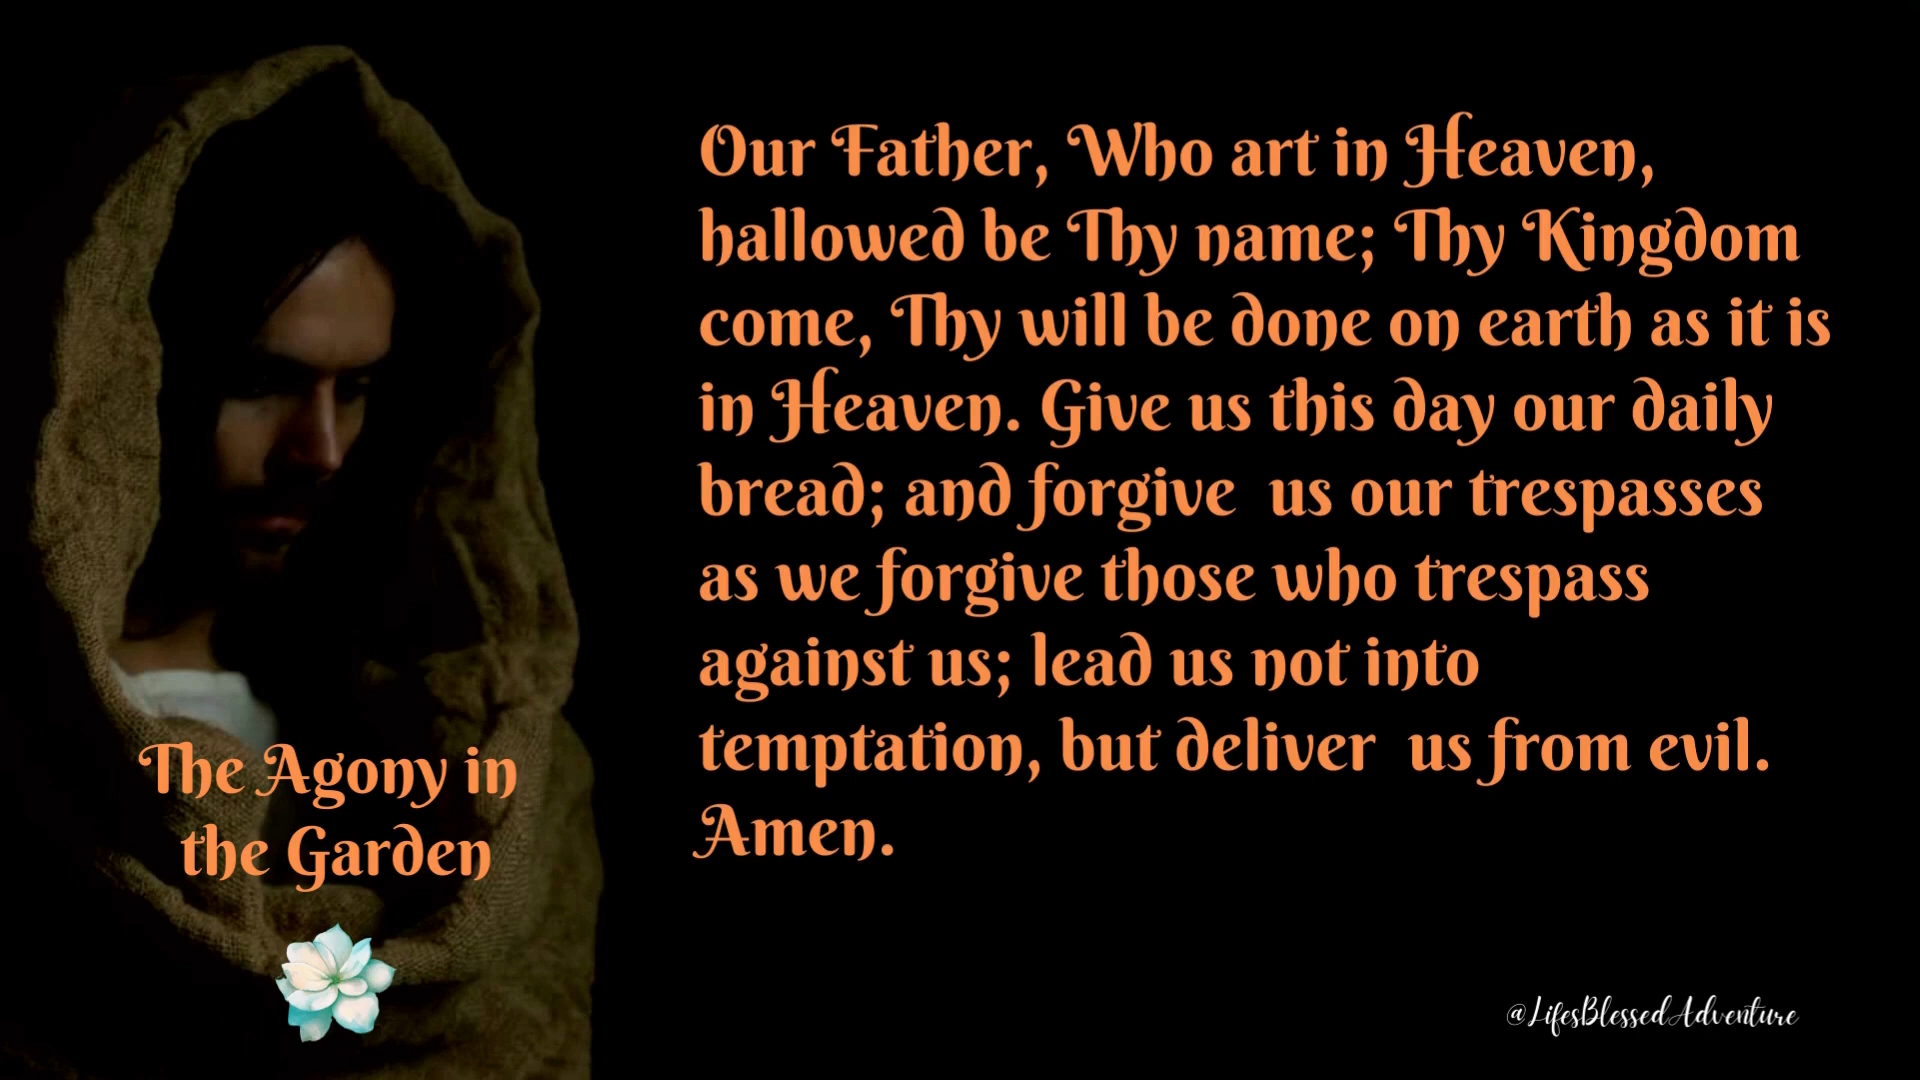 Our Father, Who art in Heaven,
hallowed be Thy name; Thy Kingdom
come, Thy will be done on earth as it is
in Heaven. Give us this day our daily
bread; and forgive  us our trespasses
as we forgive those who trespass
against us; lead us not into
temptation, but deliver  us from evil.
Amen.
The Agony in
the Garden
@LifesBlessedAdventure